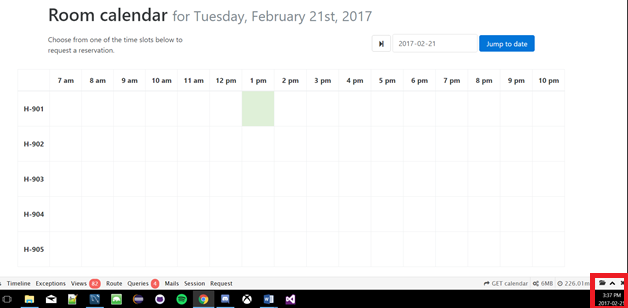 Room calendar for Tuesday, February 21st, 2017
Choose from one of the time slots below to
request a reservation.
2017-02-21
Jump to date
7 am 8 am 9 am 10 am 11 am 12 pm 1 pm 2 pm 3 pm 4 pm 5 pm 6 pm 7 pm 8 pm 9 pm 10 pm
H-901
H-902
H-903
H-904
H-905
s Timeline Exceptions Views 82 Route Queries 4 Mails Session Request GET calendar 6MB 226.01m
3:37 PM
2017-02-21